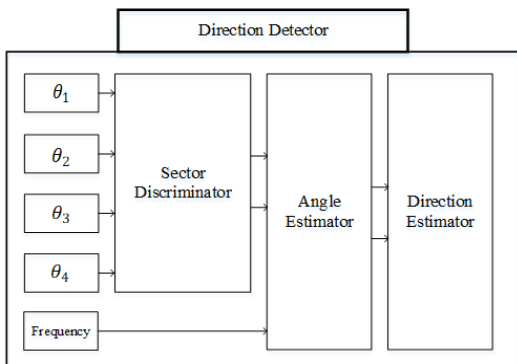 Direction Detector
θ1
θ2
θ3
θ4
Frequency
Sector
Discriminator
Angle
Estimator
Direction
Estimator